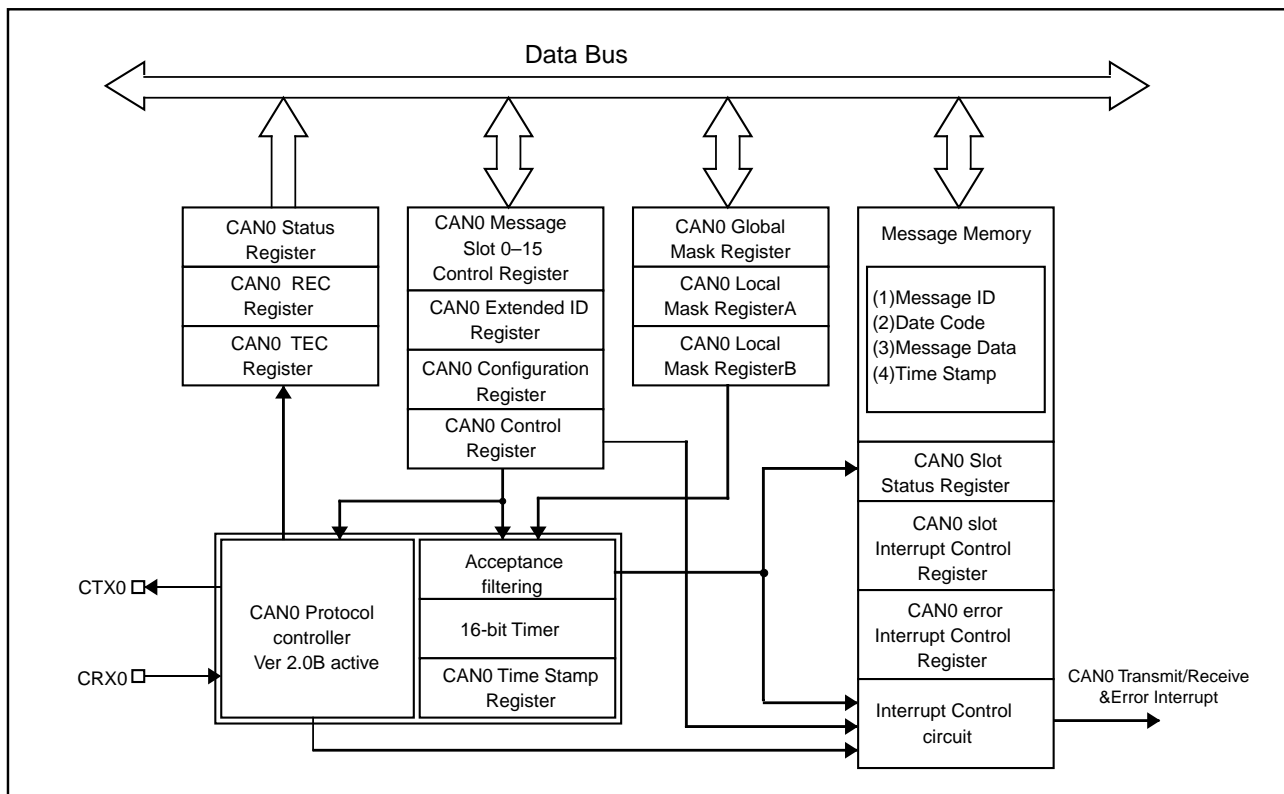 Data Bus
CAN0 Status
Register
CAN0 REC
Register
CAN0 TEC
Register
CAN0 Message
Slot 0–15
Control Register
CAN0 Extended ID
Register
CAN0 Configuration
Register
CAN0 Control
Register
CAN0 Global
Mask Register
CAN0 Local
Mask RegisterA
CAN0 Local
Mask RegisterB
Message Memory
(1)Message ID
(2)Date Code
(3)Message Data
(4)Time Stamp
CAN0 Slot
Status Register
CAN0 slot
Interrupt Control
Register
CAN0 error
Interrupt Control
Register
Interrupt Control
circuit
CTX0
CRX0
CAN0 Protocol
controller
Ver 2.0B active
Acceptance
filtering
16-bit Timer
CAN0 Time Stamp
Register
CAN0 Transmit/Receive
&Error Interrupt